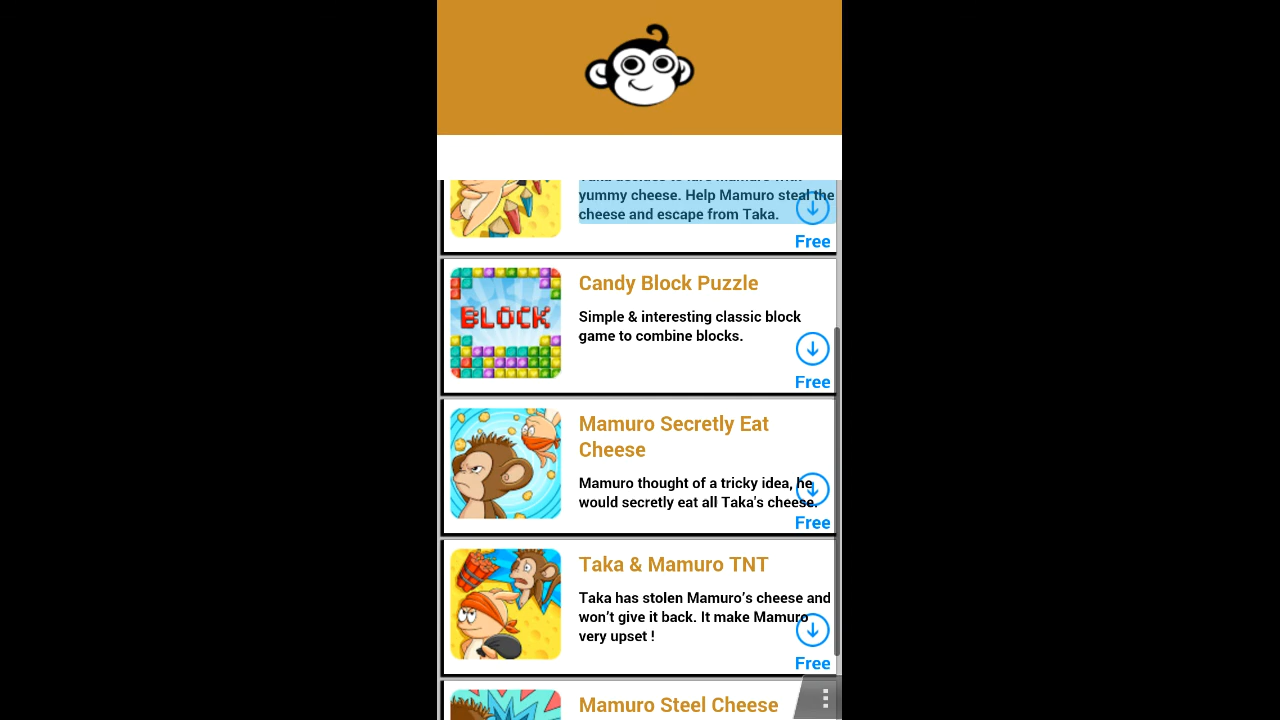 yummy cheese. Help Mamuro steal the
cheese and escape from Taka.
Free
BLOCK
Candy Block Puzzle
Simple & interesting classic block
game to combine blocks.
Free
Mamuro Secretly Eat
Cheese
Mamuro thought of a tricky idea, he
would secretly eat all Taka’s cheese.
Free
Taka & Mamuro TNT
Taka has stolen Mamuro’s cheese and
won’t give it back. It make Mamuro
very upset !
Free
Mamuro Steel Cheese